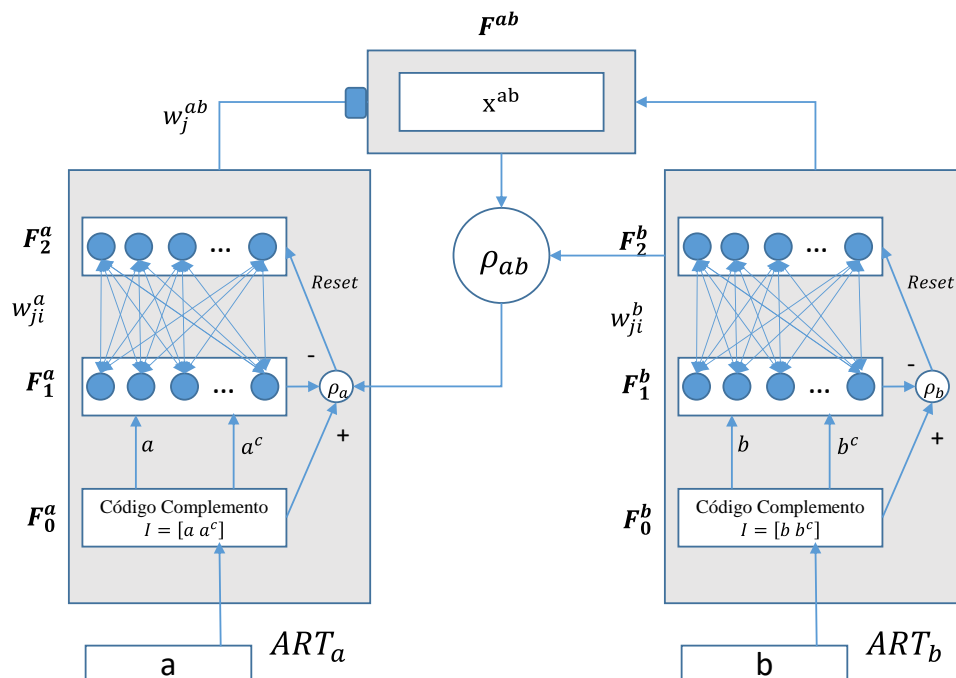 F^ab
x^ab
w_j^ab
F_2^a
...
F_2^b
...
ρ_ab
Reset
Reset
w_ji^a
w_ji^b
-
-
F_1^a
...
ρ_a
F_1^b
...
ρ_b
a
a^c
+
b
b^c
+
F_0^a
Código Complemento
I = [a a^c]
F_0^b
Código Complemento
I = [b b^c]
ART_a
ART_b
a
b